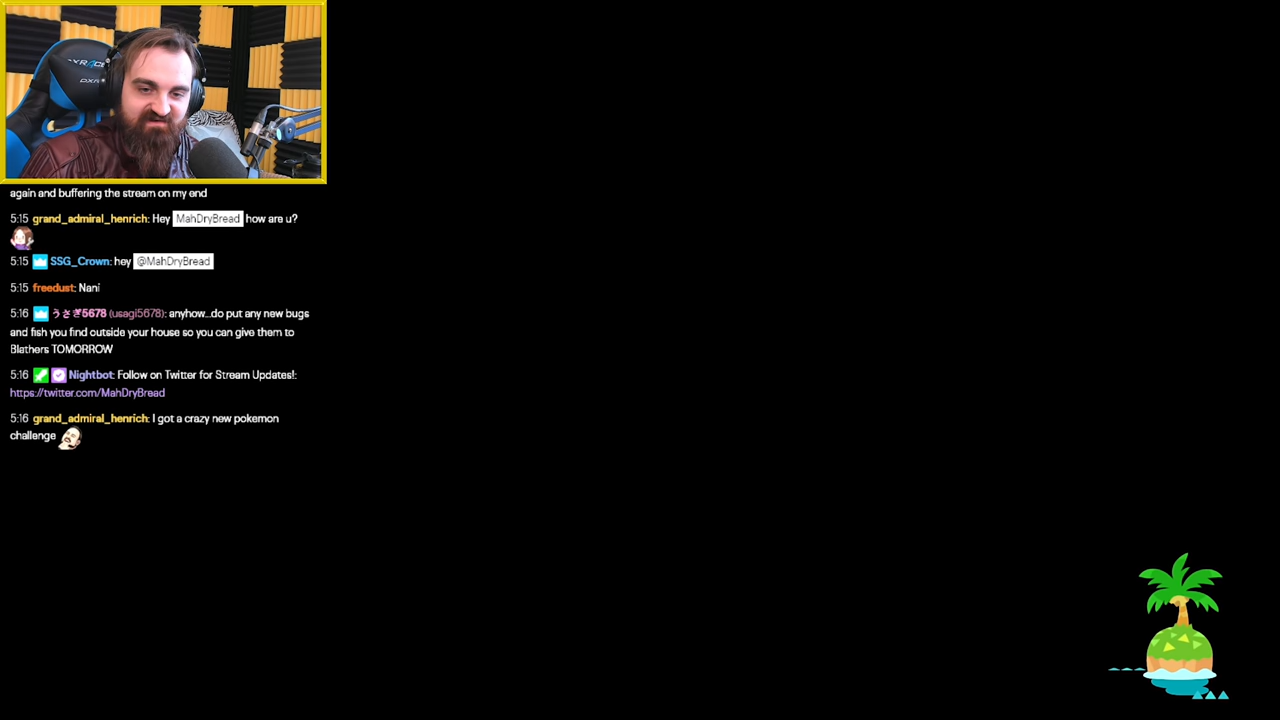 DXRACER
DXR
again and buffering the stream on my end
5:15 grand_admiral_henrich: Hey MahDryBread how are u?
5:15 SSG_Crown: hey @MahDryBread
5:15 freedust: Nani
5:16 うさぎ5678 (usagi5678): anyhow...do put any new bugs
and fish you find outside your house so you can give them to
Blathers TOMORROW
5:16 Nightbot: Follow on Twitter for Stream Updates!:
https://twitter.com/MahDryBread
5:16 grand_admiral_henrich: I got a crazy new pokemon
challenge